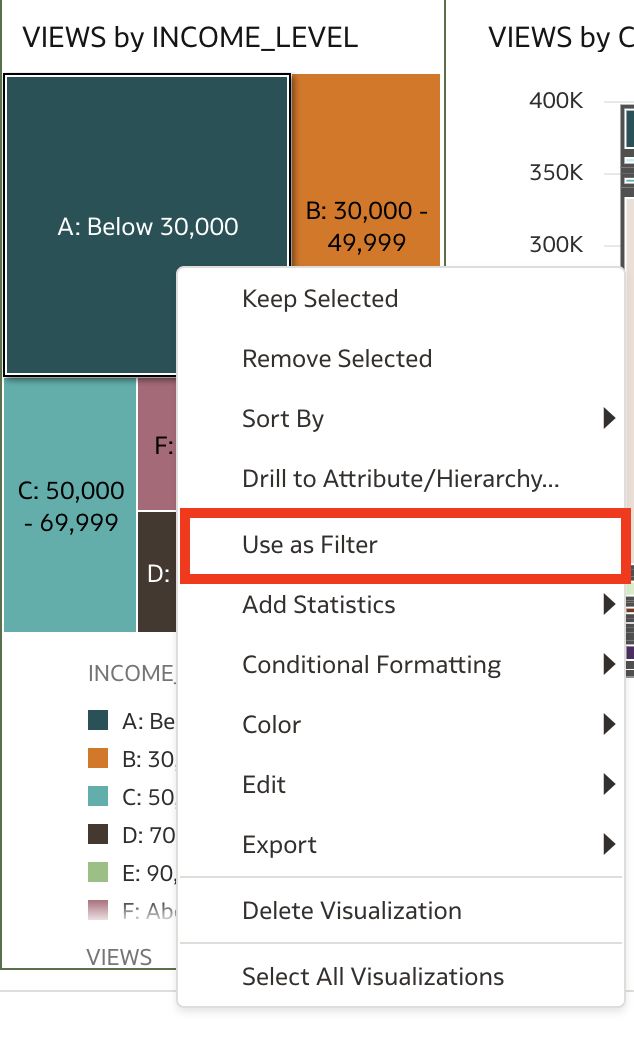 VIEWS by INCOME_LEVEL
VIEWS by C
400K
350K
300K
A: Below 30,000
B: 30,000 -
49,999
C: 50,000
- 69,999
F:
D:
Keep Selected
Remove Selected
Sort By
Drill to Attribute/Hierarchy...
Use as Filter
Add Statistics
Conditional Formatting
Color
Edit
Export
Delete Visualization
Select All Visualizations
INCOME_
A: Be
B: 30,
C: 50,
D: 70
E: 90,
F: Abo
VIEWS